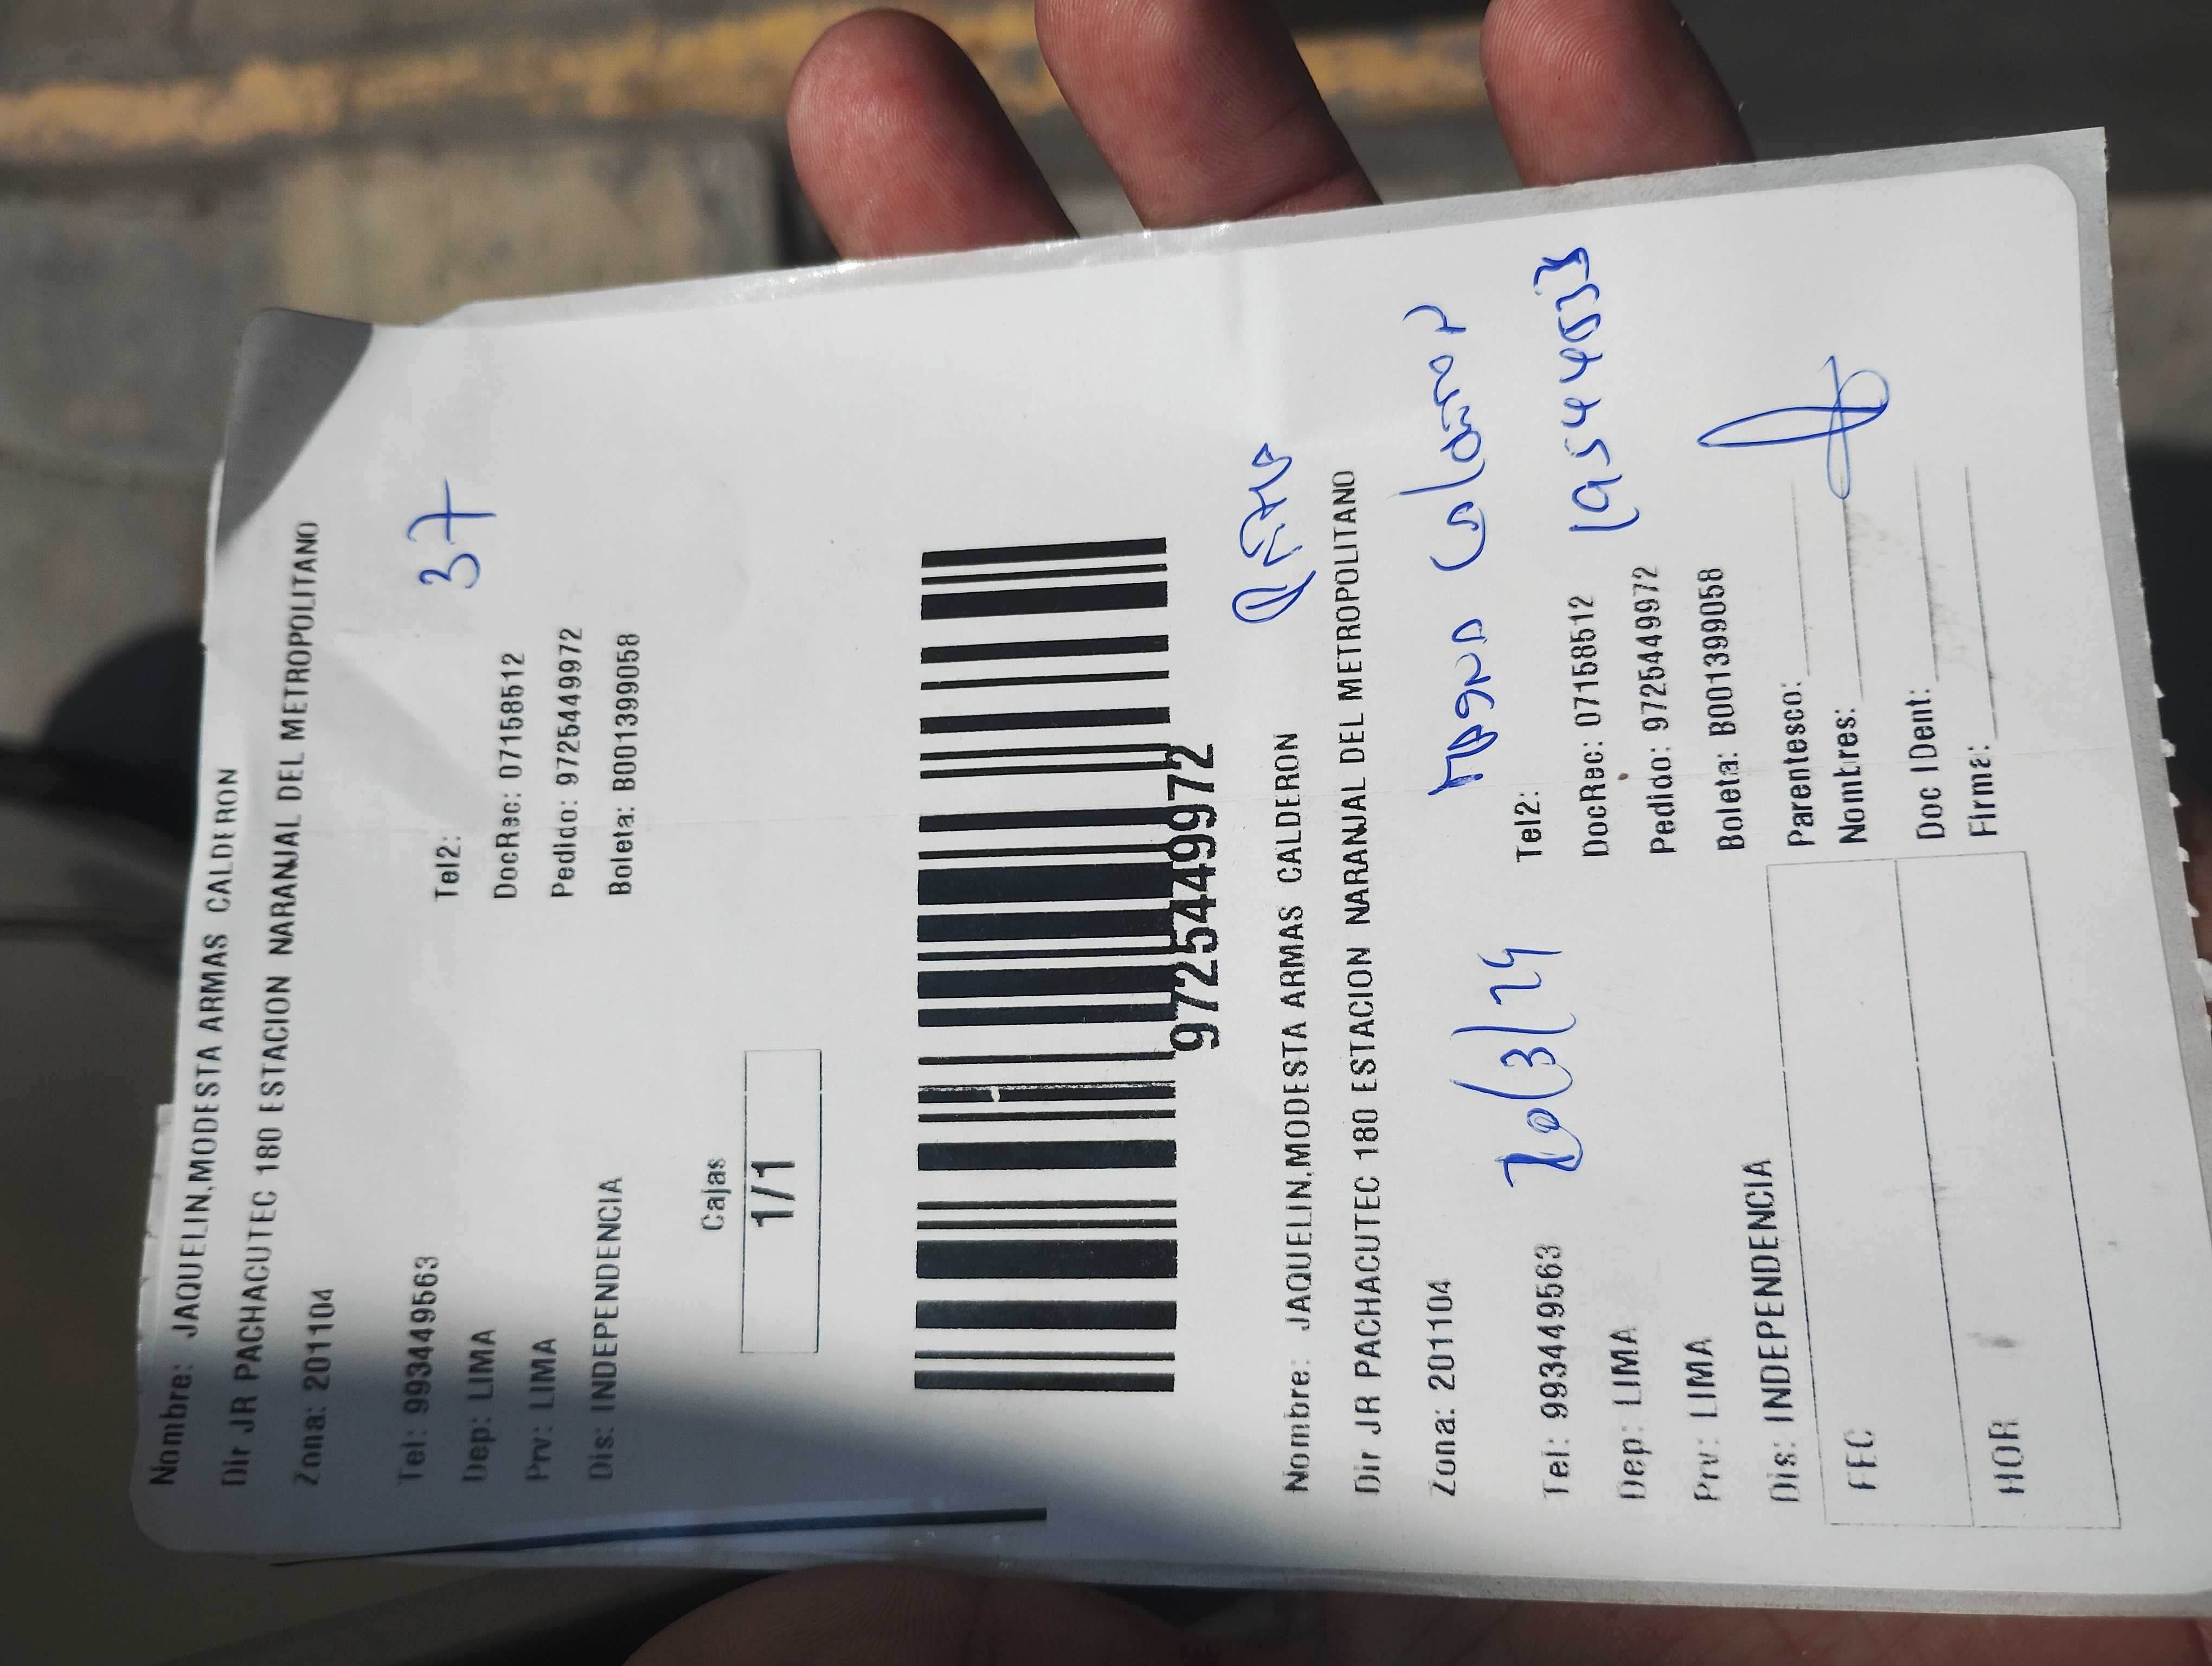 Nombre: JAQUELIN,MODESTA ARMAS CALDERON
Dir JR PACHACUTEC 180 ESTACION NARANJAL DEL METROPOLITANO
Zona: 201104
37
Tel: 993449563 Tel2:
Dep: LIMA DocRec: 07158512
Prv: LIMA Pedido: 9725449972
Dis: INDEPENDENCIA Boleta: B001399058
Cajas
1/1
9725449972
Nombre: JAQUELIN,MODESTA ARMAS CALDERON
Dir JR PACHACUTEC 180 ESTACION NARANJAL DEL METROPOLITANO
Zona: 201104
20/3/24
Tel: 993449563 Tel2:
Dep: LIMA DocRec: 07158512
Prv: LIMA Pedido: 9725449972
Dis: INDEPENDENCIA Boleta: B001399058
FEC Parentesco:
Nombres:
HOR Doc IDent:
Firma: